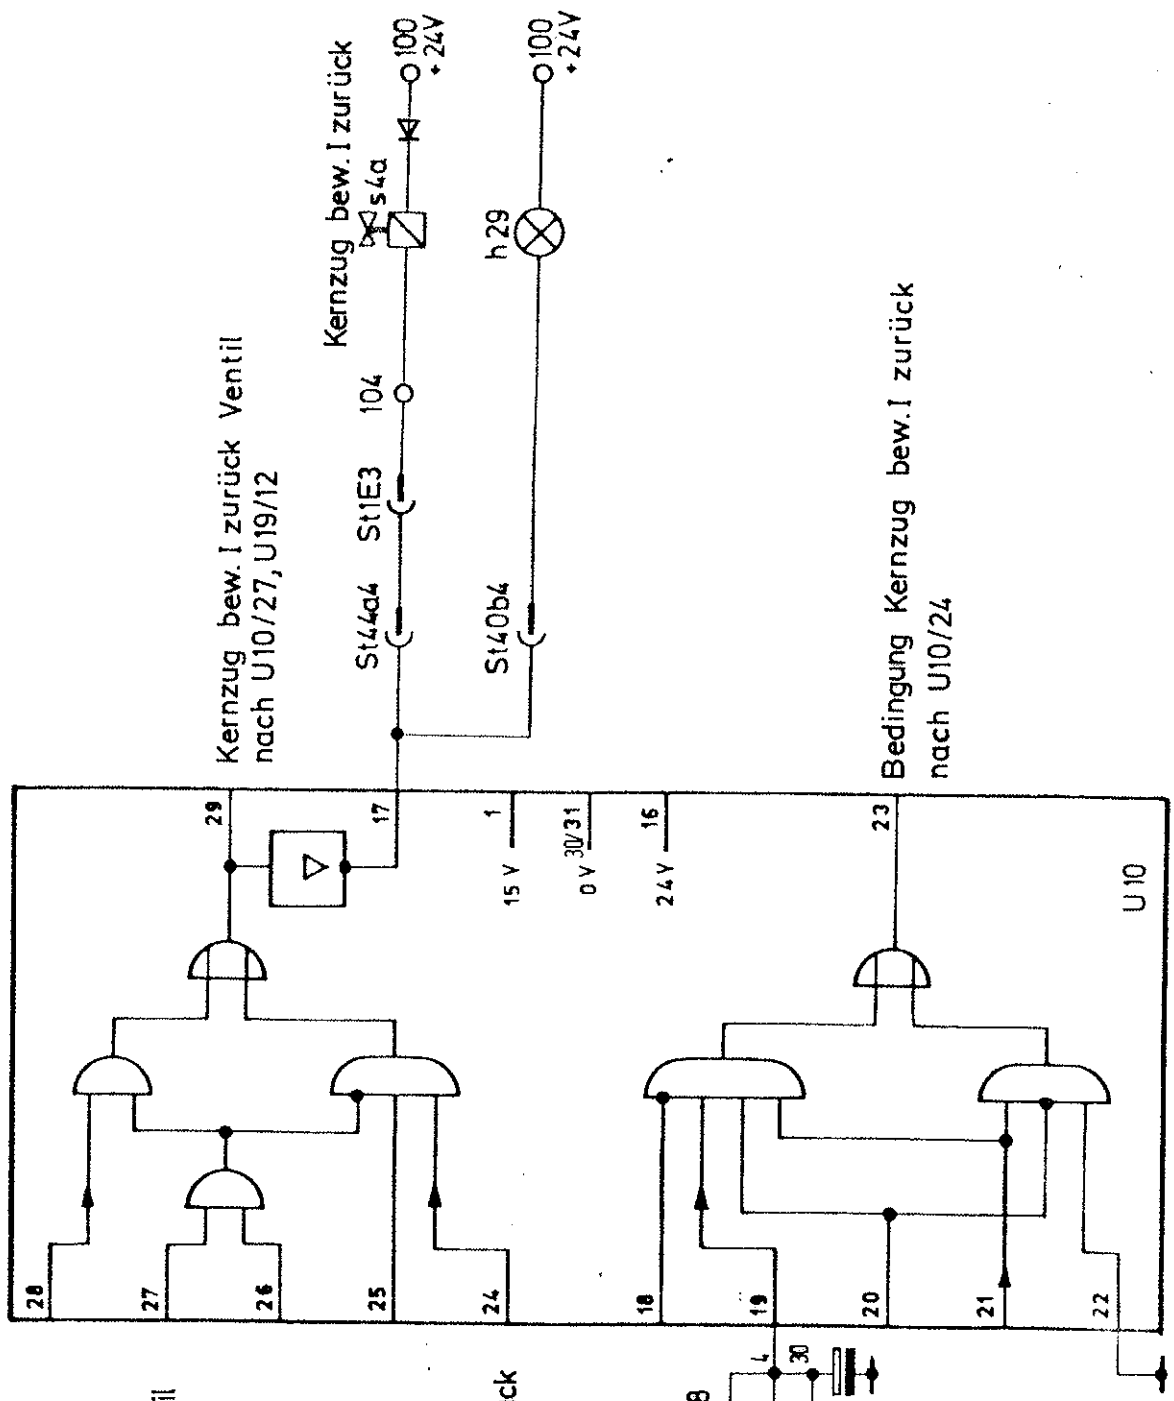 Kernzug bew. I zurück Ventil
nach U10/27, U19/12
Kernzug bew. I zurück
s4a
100
+24V
104
St1E3
St44a4
h29
100
+24V
St40b4
Bedingung Kernzug bew. I zurück
nach U10/24
29
17
15 V 1
0 V 30/31
24 V 16
23
U10
28
27
26
25
24
18
19
20
21
22
4
30
il
ck
8